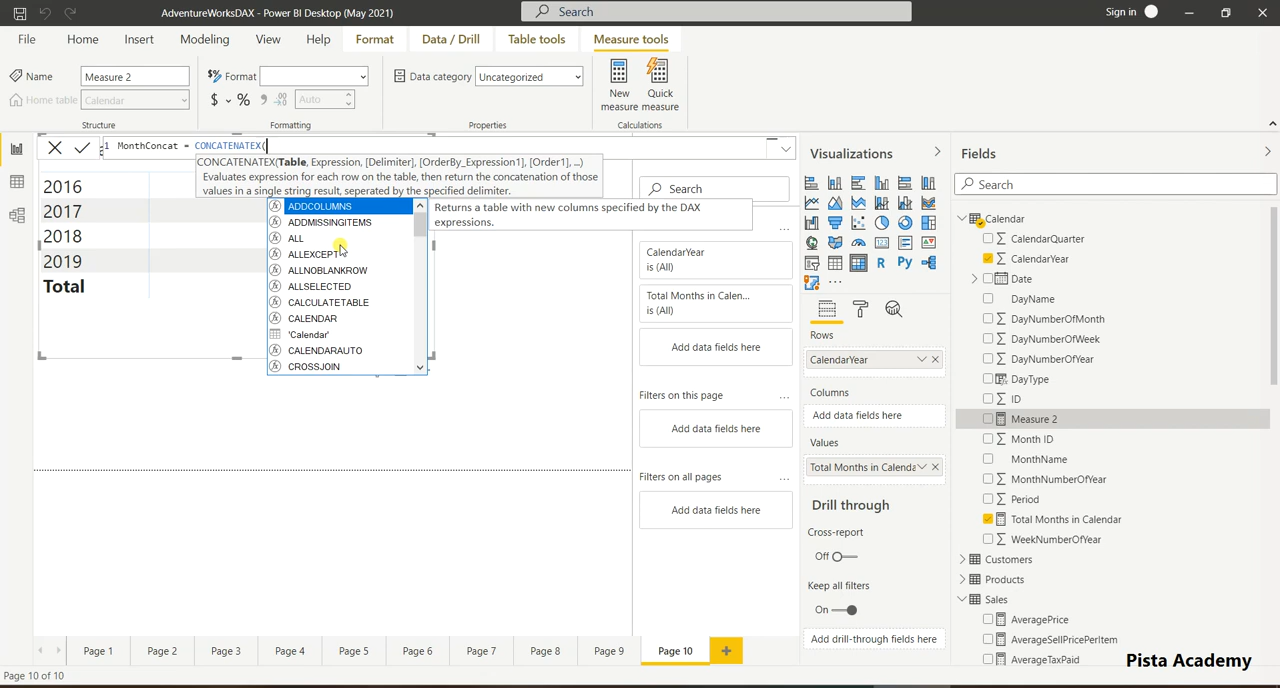 AdventureWorksDAX - Power BI Desktop (May 2021)
Search
Sign in
File
Home
Insert
Modeling
View
Help
Format
Data / Drill
Table tools
Measure tools
Name
Measure 2
Home table
Calendar
Structure
Format
$
%
Auto
Formatting
Data category
Uncategorized
Properties
New
measure
Quick
measure
Calculations
1 MonthConcat = CONCATENATEX(
CONCATENATEX(Table, Expression, [Delimiter], [OrderBy_Expression1], [Order1], ...)
Evaluates expression for each row on the table, then return the concatenation of those
values in a single string result, seperated by the specified delimiter.
ADDCOLUMNS
ADDMISSINGITEMS
ALL
ALLEXCEPT
ALLNOBLANKROW
ALLSELECTED
CALCULATETABLE
CALENDAR
'Calendar'
CALENDARAUTO
CROSSJOIN
Returns a table with new columns specified by the DAX
expressions.
2016
2017
2018
2019
Total
Search
...
CalendarYear
is (All)
Total Months in Calen...
is (All)
Add data fields here
Filters on this page
...
Add data fields here
Filters on all pages
...
Add data fields here
Visualizations
R
Py
...
Rows
CalendarYear
Columns
Add data fields here
Values
Total Months in Calenda
Drill through
Cross-report
Off
Keep all filters
On
Add drill-through fields here
Fields
Search
Calendar
CalendarQuarter
CalendarYear
Date
DayName
DayNumberOfMonth
DayNumberOfWeek
DayNumberOfYear
DayType
ID
Measure 2
Month ID
MonthName
MonthNumberOfYear
Period
Total Months in Calendar
WeekNumberOfYear
Customers
Products
Sales
AveragePrice
AverageSellPricePerItem
AverageTaxPaid
Pista Academy
Page 1
Page 2
Page 3
Page 4
Page 5
Page 6
Page 7
Page 8
Page 9
Page 10
+
Page 10 of 10